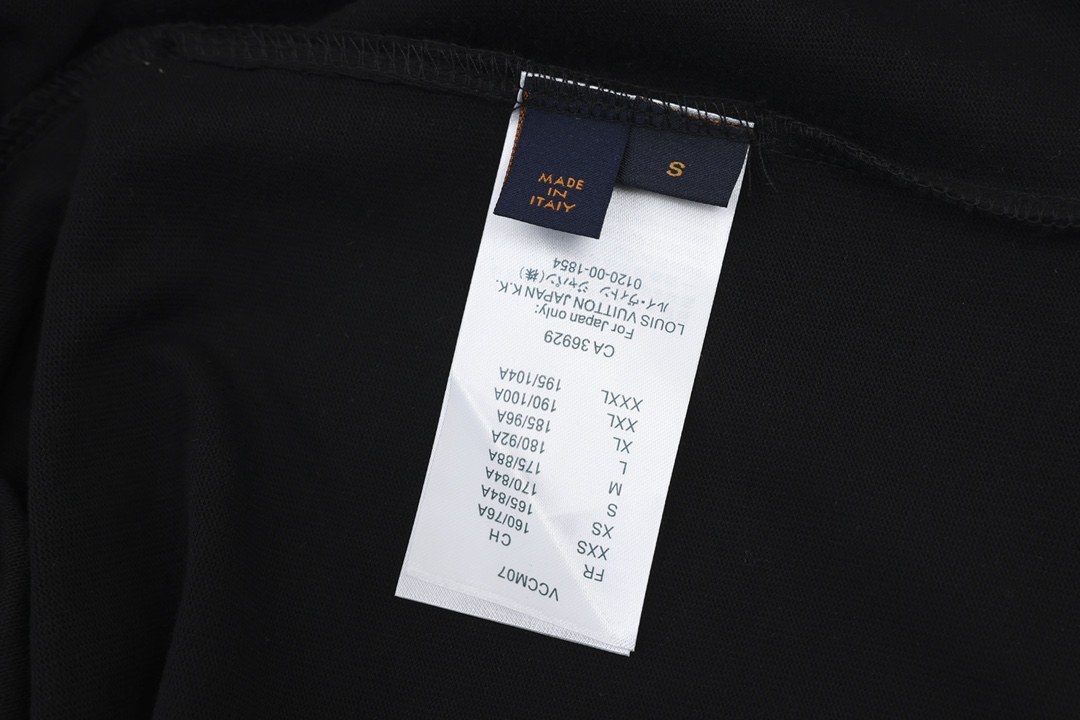 MADE
IN
ITAIY
S
VCCM07
FR CH
XXS 160/76A
XS 165/84A
S 170/84A
M 175/88A
L 180/92A
XL 185/96A
XXL 190/100A
XXXL 195/104A
CA 36929
For Japan only:
LOUIS VUITTON JAPAN K.K.
ルイ・ヴィトン ジャパン(株)
0120-00-1854